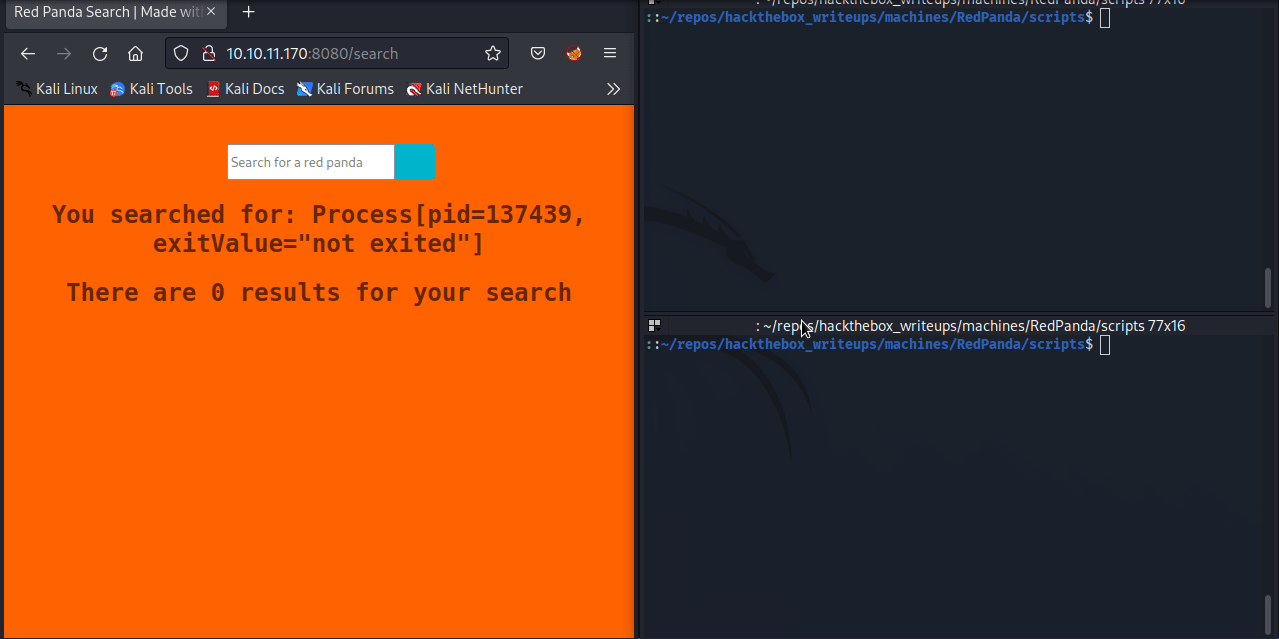 Red Panda Search | Made wit
10.10.11.170:8080/search
Kali Linux Kali Tools Kali Docs Kali Forums Kali NetHunter
Search for a red panda
You searched for: Process[pid=137439,
exitValue="not exited"]
There are 0 results for your search
: ~/repos/hackthebox_writeups/machines/RedPanda/scripts 77x16
::~/repos/hackthebox_writeups/machines/RedPanda/scripts$
: ~/repos/hackthebox_writeups/machines/RedPanda/scripts 77x16
::~/repos/hackthebox_writeups/machines/RedPanda/scripts$